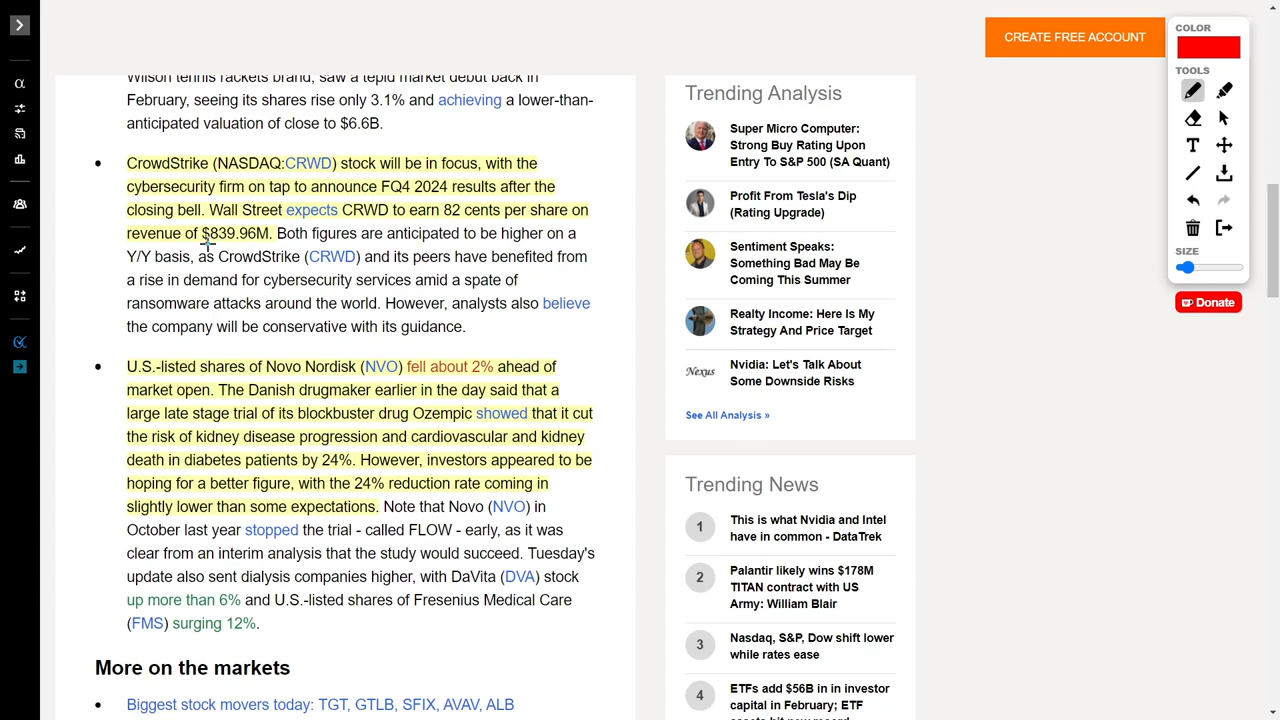 CREATE FREE ACCOUNT
COLOR
TOOLS
SIZE
Donate
Wilson tennis rackets brand, saw a tepid market debut back in
February, seeing its shares rise only 3.1% and achieving a lower-than-
anticipated valuation of close to $6.6B.
CrowdStrike (NASDAQ:CRWD) stock will be in focus, with the
cybersecurity firm on tap to announce FQ4 2024 results after the
closing bell. Wall Street expects CRWD to earn 82 cents per share on
revenue of $839.96M. Both figures are anticipated to be higher on a
Y/Y basis, as CrowdStrike (CRWD) and its peers have benefited from
a rise in demand for cybersecurity services amid a spate of
ransomware attacks around the world. However, analysts also believe
the company will be conservative with its guidance.
U.S.-listed shares of Novo Nordisk (NVO) fell about 2% ahead of
market open. The Danish drugmaker earlier in the day said that a
large late stage trial of its blockbuster drug Ozempic showed that it cut
the risk of kidney disease progression and cardiovascular and kidney
death in diabetes patients by 24%. However, investors appeared to be
hoping for a better figure, with the 24% reduction rate coming in
slightly lower than some expectations. Note that Novo (NVO) in
October last year stopped the trial - called FLOW - early, as it was
clear from an interim analysis that the study would succeed. Tuesday's
update also sent dialysis companies higher, with DaVita (DVA) stock
up more than 6% and U.S.-listed shares of Fresenius Medical Care
(FMS) surging 12%.
More on the markets
Biggest stock movers today: TGT, GTLB, SFIX, AVAV, ALB
Trending Analysis
Super Micro Computer:
Strong Buy Rating Upon
Entry To S&P 500 (SA Quant)
Profit From Tesla's Dip
(Rating Upgrade)
Sentiment Speaks:
Something Bad May Be
Coming This Summer
Realty Income: Here Is My
Strategy And Price Target
Nexus
Nvidia: Let's Talk About
Some Downside Risks
See All Analysis »
Trending News
1
This is what Nvidia and Intel
have in common - DataTrek
2
Palantir likely wins $178M
TITAN contract with US
Army: William Blair
3
Nasdaq, S&P, Dow shift lower
while rates ease
4
ETFs add $56B in in investor
capital in February; ETF
assets hit new record